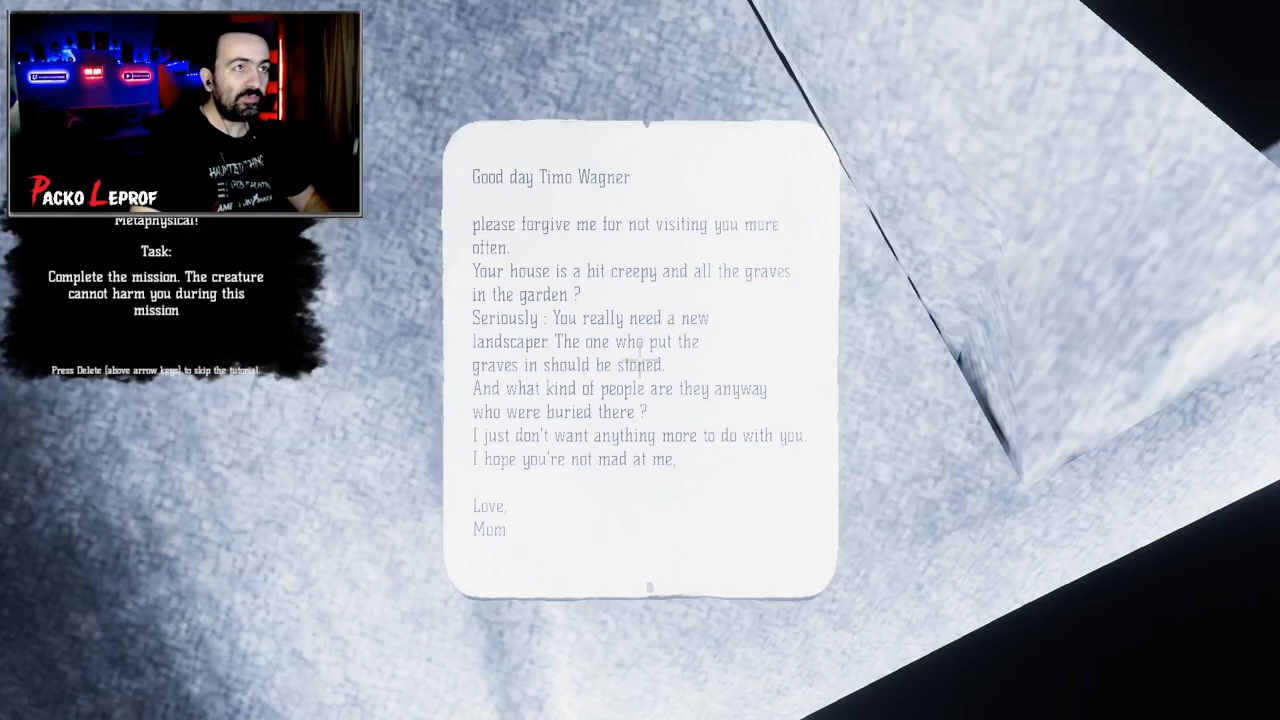 PACKO LEPROF
Metaphysical!
Task:
Complete the mission. The creature
cannot harm you during this
mission
Press Delete (above arrow keys) to skip the tutorial.
Good day Timo Wagner
please forgive me for not visiting you more
often.
Your house is a bit creepy and all the graves
in the garden ?
Seriously : You really need a new
landscaper. The one who put the
graves in should be stoned.
And what kind of people are they anyway
who were buried there ?
I just don't want anything more to do with you.
I hope you're not mad at me,
Love,
Mom